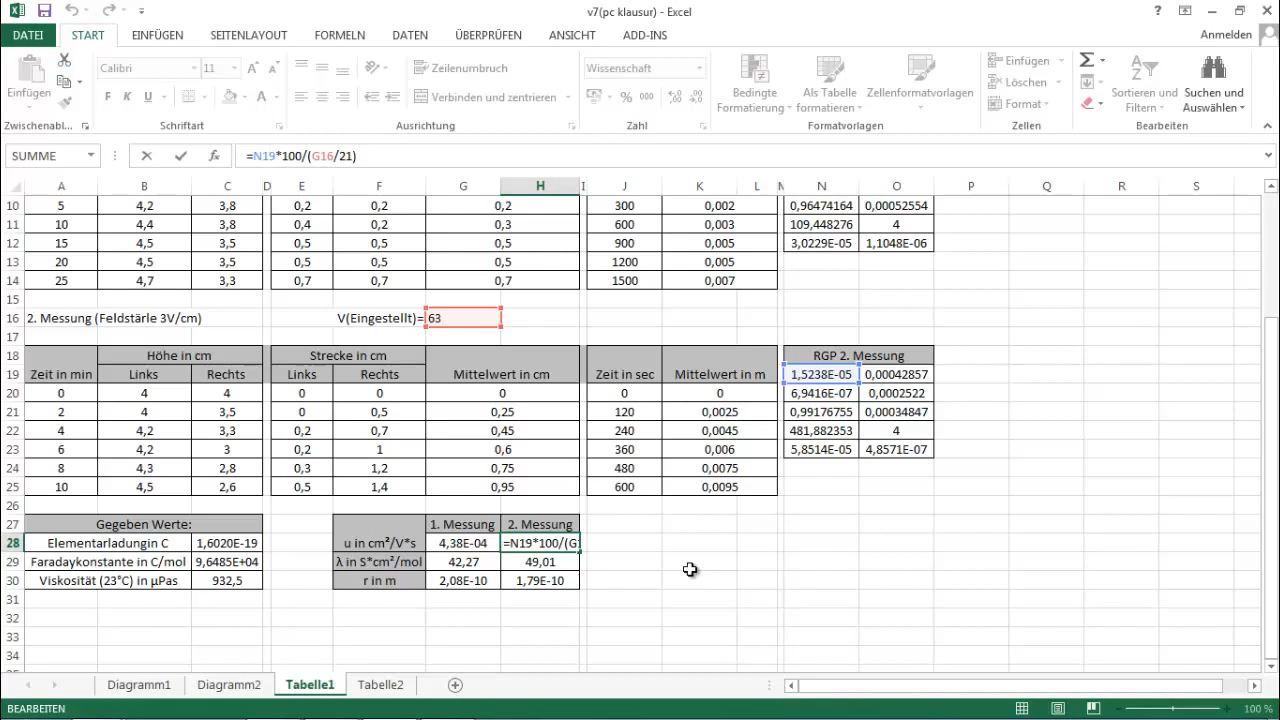 v7(pc klausur) - Excel
?
DATEI START EINFÜGEN SEITENLAYOUT FORMELN DATEN ÜBERPRÜFEN ANSICHT ADD-INS Anmelden
Calibri 11 Zeilenumbruch Wissenschaft Einfügen
Einfügen F K U Verbinden und zentrieren % 000 Bedingte Formatierung Als Tabelle formatieren Zellenformatvorlagen Löschen Sortieren und Filtern Suchen und Auswählen
Format
Zwischenabl... Schriftart Ausrichtung Zahl Formatvorlagen Zellen Bearbeiten
SUMME fx =N19*100/(G16/21)
A B C D E F G H I J K L M N O P Q R S
10 5 4,2 3,8 0,2 0,2 0,2 300 0,002 0,96474164 0,00052554
11 10 4,4 3,8 0,4 0,2 0,3 600 0,003 109,448276 4
12 15 4,5 3,5 0,5 0,5 0,5 900 0,005 3,0229E-05 1,1048E-06
13 20 4,5 3,5 0,5 0,5 0,5 1200 0,005
14 25 4,7 3,3 0,7 0,7 0,7 1500 0,007
15
16 2. Messung (Feldstärke 3V/cm) V(Eingestellt)= 63
17
18 Höhe in cm Strecke in cm RGP 2. Messung
19 Zeit in min Links Rechts Links Rechts Mittelwert in cm Zeit in sec Mittelwert in m 1,5238E-05 0,00042857
20 0 4 4 0 0 0 0 0 6,9416E-07 0,0002522
21 2 4 3,5 0 0,5 0,25 120 0,0025 0,99176755 0,00034847
22 4 4,2 3,3 0,2 0,7 0,45 240 0,0045 481,882353 4
23 6 4,2 3 0,2 1 0,6 360 0,006 5,8514E-05 4,8571E-07
24 8 4,3 2,8 0,3 1,2 0,75 480 0,0075
25 10 4,5 2,6 0,5 1,4 0,95 600 0,0095
26
27 Gegeben Werte: 1. Messung 2. Messung
28 Elementarladungin C 1,6020E-19 u in cm²/V*s 4,38E-04 =N19*100/(G1
29 Faradaykonstante in C/mol 9,6485E+04 λ in S*cm²/mol 42,27 49,01
30 Viskosität (23°C) in µPas 932,5 r in m 2,08E-10 1,79E-10
31
32
33
34
Diagramm1 Diagramm2 Tabelle1 Tabelle2
BEARBEITEN 100 %